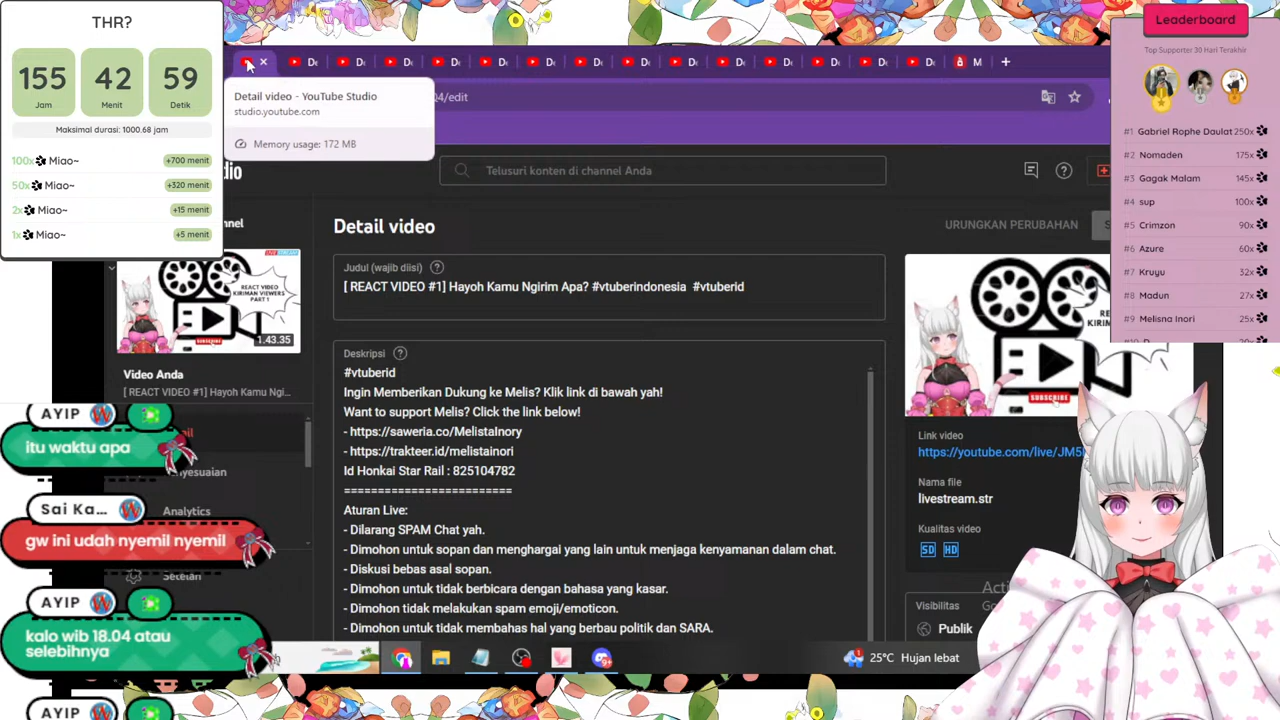 THR?
155
42
59
Jam
Menit
Detik
Maksimal durasi: 1000.68 jam
100x Miao~ +700 menit
50x Miao~ +320 menit
2x Miao~ +15 menit
1x Miao~ +5 menit
Detail video - YouTube Studio
studio.youtube.com
Memory usage: 172 MB
4/edit
Telusuri konten di channel Anda
Leaderboard
Top Supporter 30 Hari Terakhir
#1 Gabriel Rophe Daulat 250x
#2 Nomaden 175x
#3 Gagak Malam 145x
#4 sup 100x
#5 Crimzon 90x
#6 Azure 60x
#7 Kruyu 32x
#8 Madun 27x
#9 Melisna Inori 25x
Detail video
URUNGKAN PERUBAHAN
Judul (wajib diisi)
[ REACT VIDEO #1] Hayoh Kamu Ngirim Apa? #vtuberindonesia #vtuberid
Deskripsi
#vtuberid
Ingin Memberikan Dukung ke Melis? Klik link di bawah yah!
Want to support Melis? Click the link below!
- https://saweria.co/MelistaInory
- https://trakteer.id/melistainori
Id Honkai Star Rail : 825104782
=========================
Aturan Live:
- Dilarang SPAM Chat yah.
- Dimohon untuk sopan dan menghargai yang lain untuk menjaga kenyamanan dalam chat.
- Diskusi bebas asal sopan.
- Dimohon untuk tidak berbicara dengan bahasa yang kasar.
- Dimohon tidak melakukan spam emoji/emoticon.
- Dimohon untuk tidak membahas hal yang berbau politik dan SARA.
LIVESTREAM
REACT VIDEO
KIRIMAN VIEWERS
PART 1
SUBSCRIBE
1.43.35
Video Anda
[ REACT VIDEO #1] Hayoh Kamu Ngi...
Analytics
SUBSCRIBE
Link video
https://youtube.com/live/JM5
Nama file
livestream.str
Kualitas video
SD HD
Visibilitas
Publik
AYIP
itu waktu apa
Sai Ka...
gw ini udah nyemil nyemil
AYIP
kalo wib 18.04 atau
selebihnya
AYIP
25°C Hujan lebat